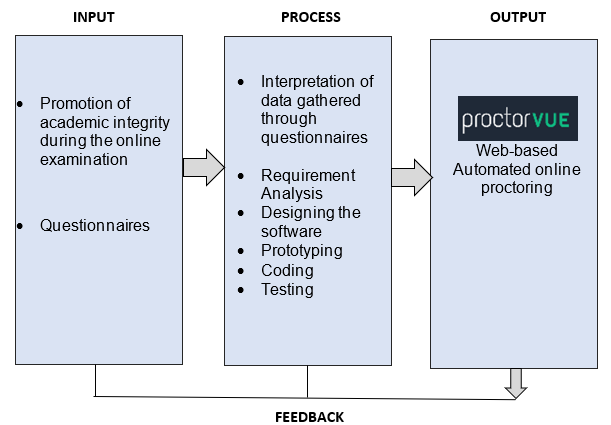 INPUT
PROCESS
OUTPUT
• Promotion of
academic integrity
during the online
examination
• Questionnaires
• Interpretation of
data gathered
through
questionnaires
• Requirement
Analysis
• Designing the
software
• Prototyping
• Coding
• Testing
proctorVUE
Web-based
Automated online
proctoring
FEEDBACK